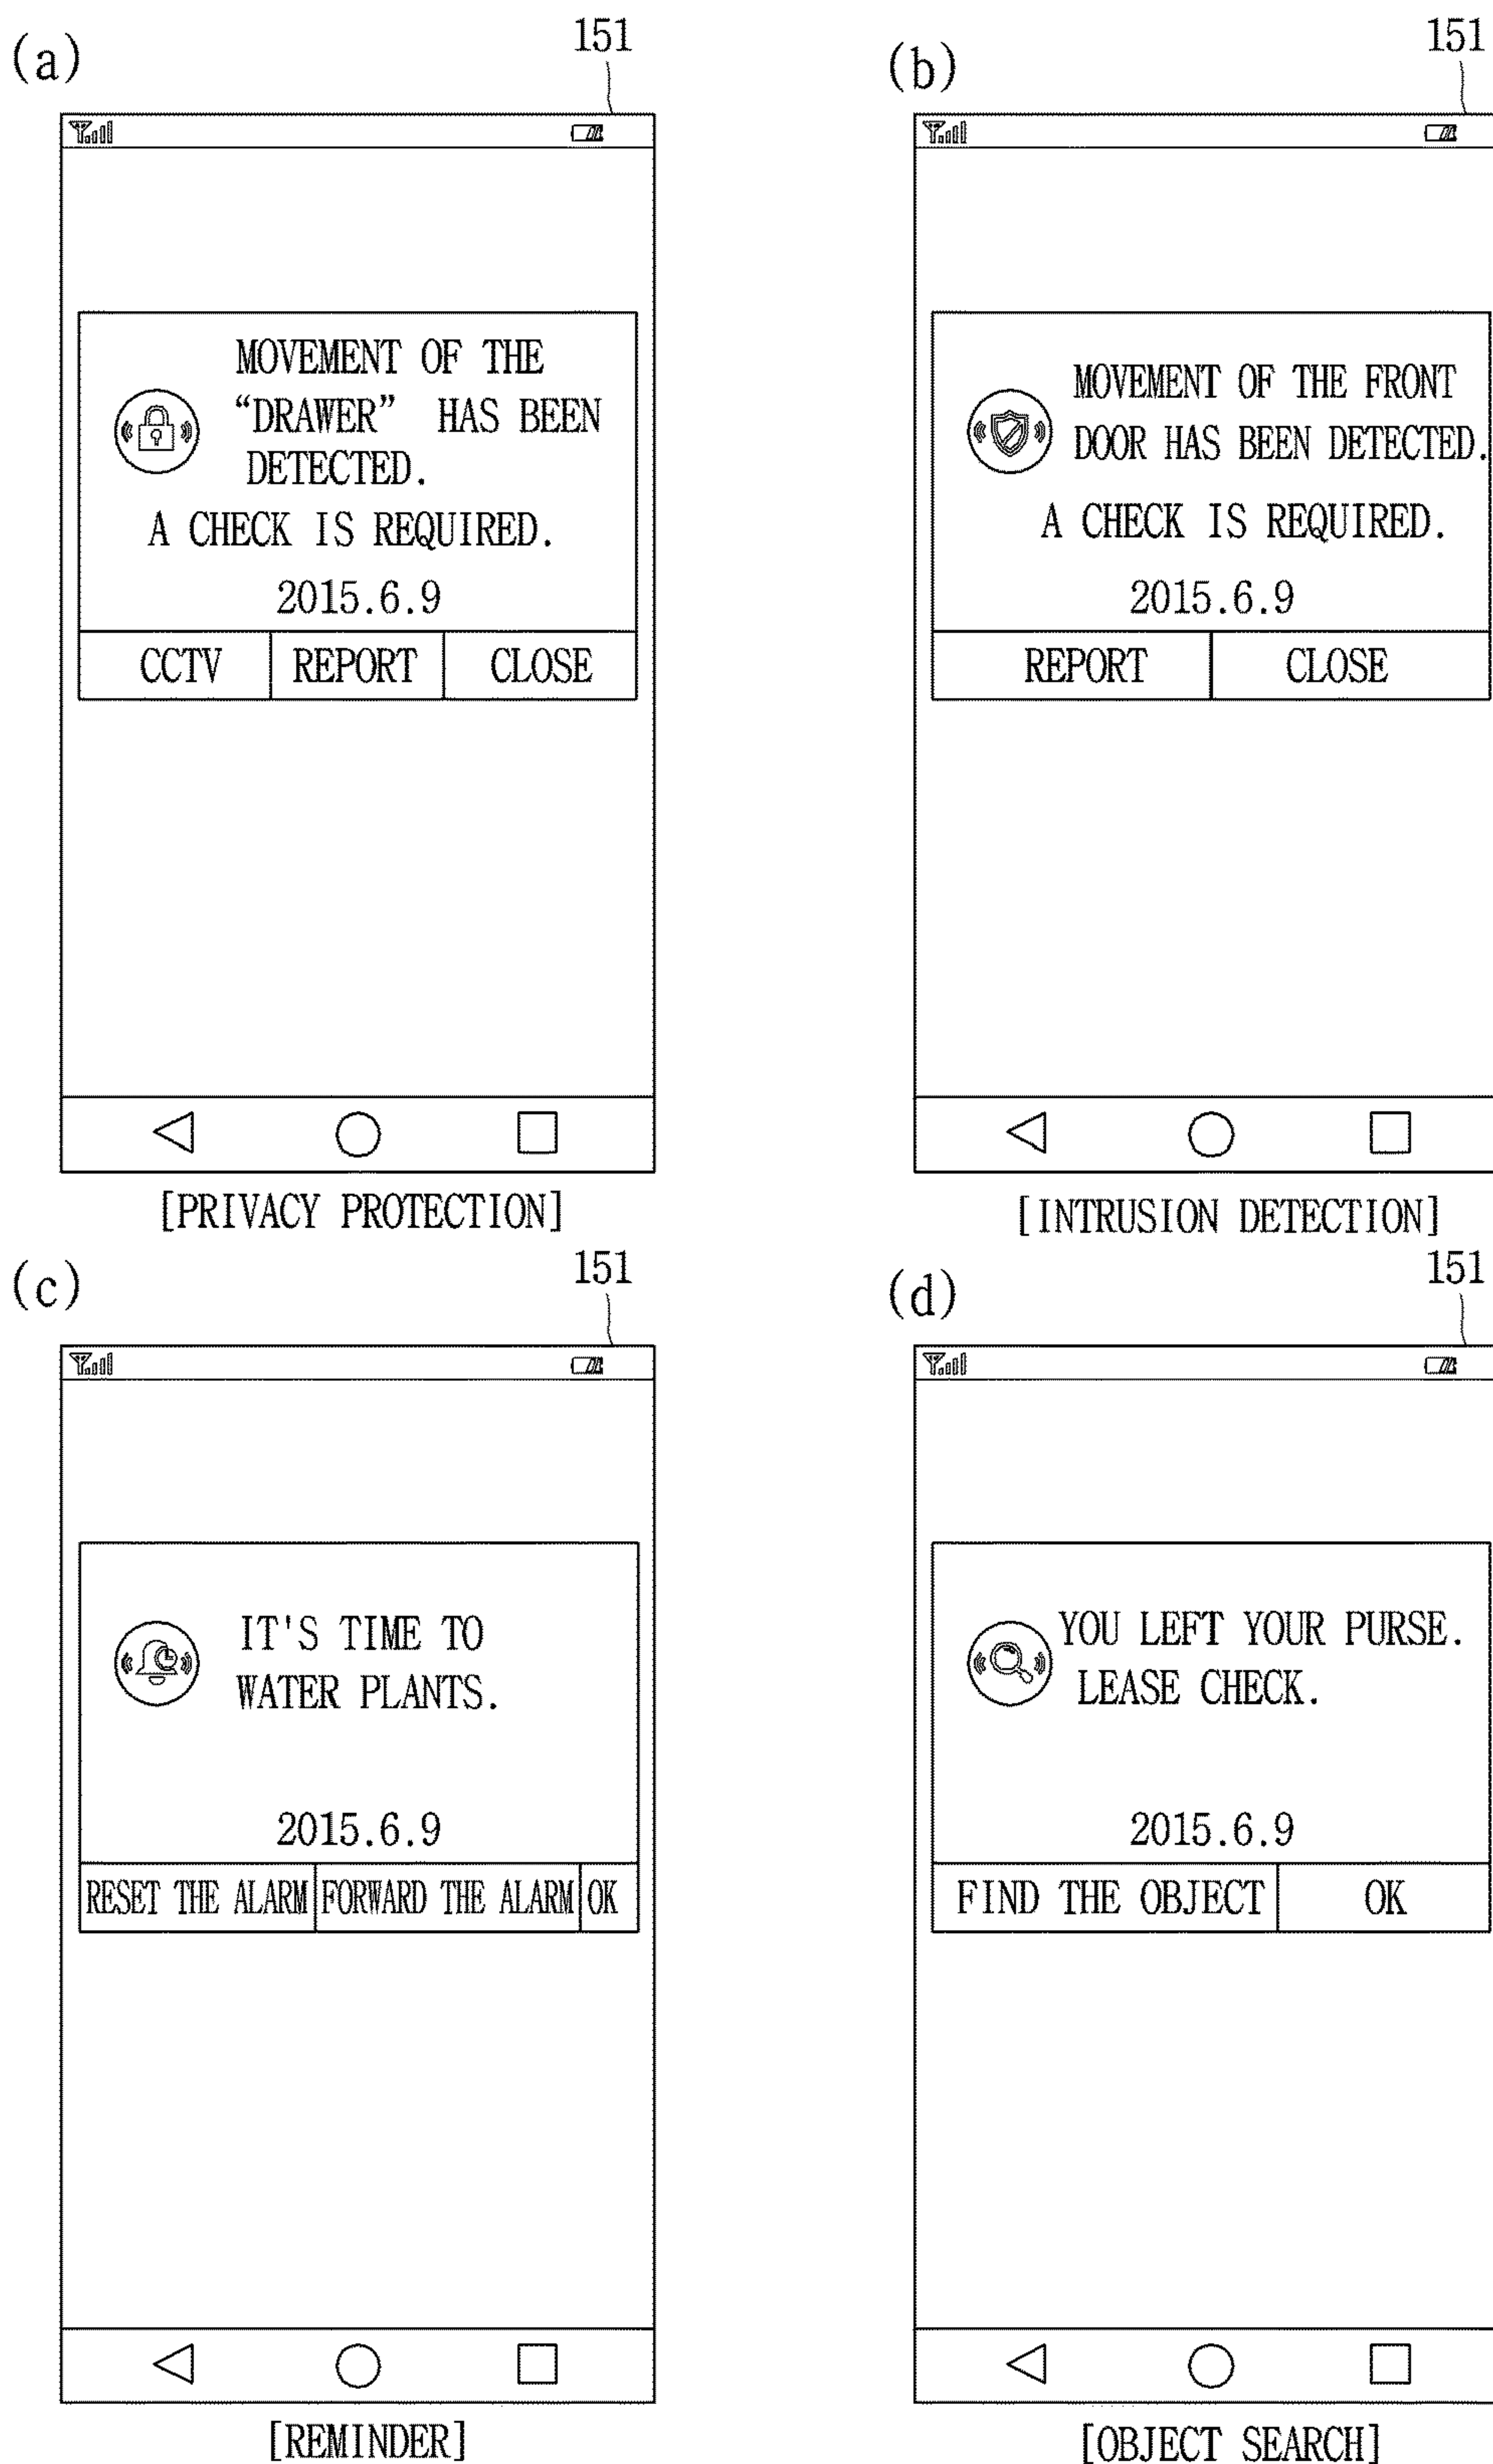 (a)
151
MOVEMENT OF THE
“DRAWER” HAS BEEN
DETECTED.
A CHECK IS REQUIRED.
2015.6.9
CCTV REPORT CLOSE
[PRIVACY PROTECTION]
(b)
151
MOVEMENT OF THE FRONT
DOOR HAS BEEN DETECTED.
A CHECK IS REQUIRED.
2015.6.9
REPORT CLOSE
[INTRUSION DETECTION]
(c)
151
IT'S TIME TO
WATER PLANTS.
2015.6.9
RESET THE ALARM FORWARD THE ALARM OK
[REMINDER]
(d)
151
YOU LEFT YOUR PURSE.
LEASE CHECK.
2015.6.9
FIND THE OBJECT OK
[OBJECT SEARCH]